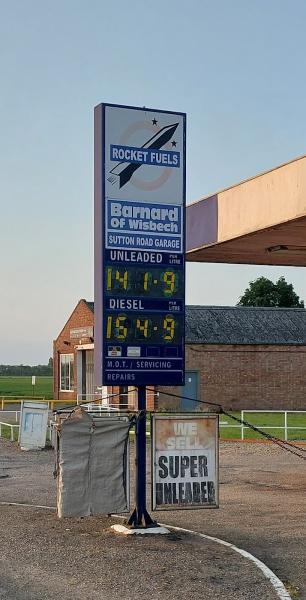 ROCKET FUELS
Barnard
Of Wisbech
SUTTON ROAD GARAGE
UNLEADED PER LITRE
141.9
DIESEL PER LITRE
154.9
M.O.T./ SERVICING
REPAIRS
WE
SELL
SUPER
UNLEADED